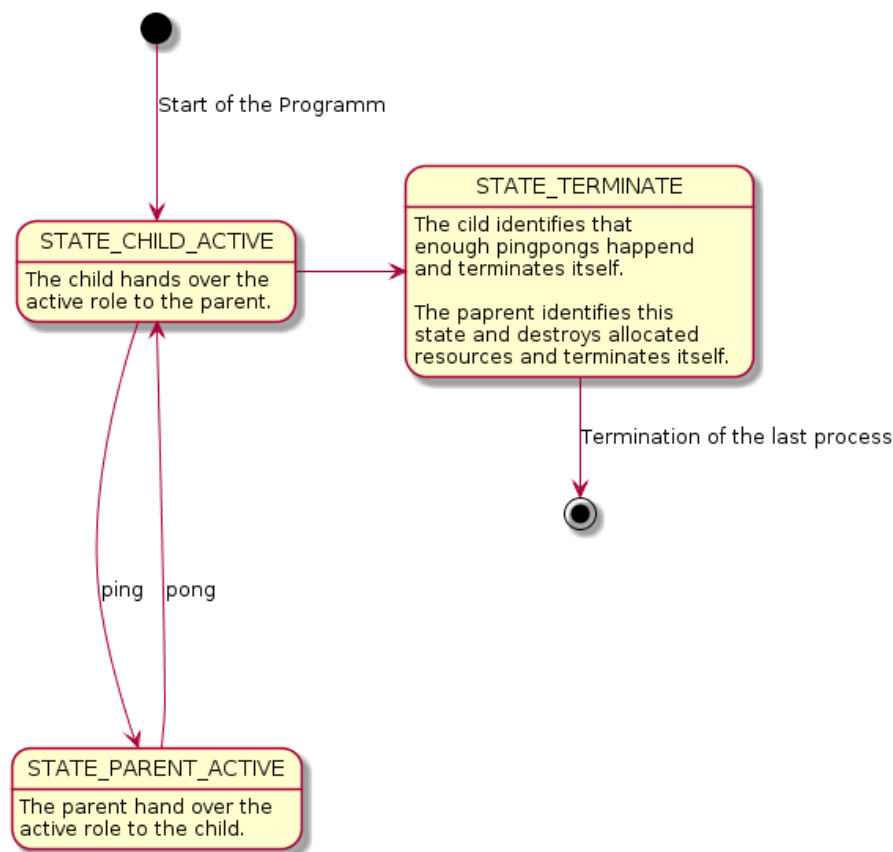 Start of the Programm
STATE_TERMINATE
The cild identifies that
enough pingpongs happend
and terminates itself.
The paprent identifies this
state and destroys allocated
resources and terminates itself.
STATE_CHILD_ACTIVE
The child hands over the
active role to the parent.
Termination of the last process
ping
pong
STATE_PARENT_ACTIVE
The parent hand over the
active role to the child.